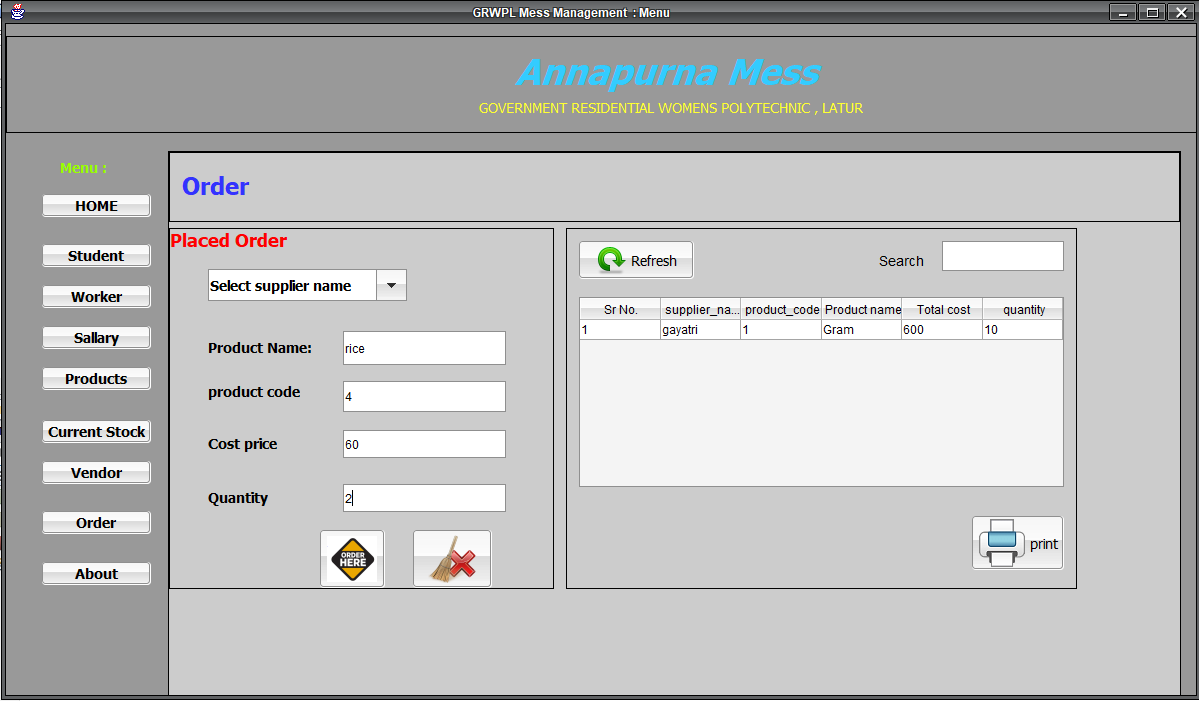 GRWPL Mess Management : Menu
Annapurna Mess
GOVERNMENT RESIDENTIAL WOMENS POLYTECHNIC , LATUR
Menu :
HOME
Student
Worker
Sallary
Products
Current Stock
Vendor
Order
About
Order
Placed Order
Select supplier name
Product Name: rice
product code 4
Cost price 60
Quantity 2
ORDER
HERE
Refresh
Search
Sr No. supplier_na... product_code Product name Total cost quantity
1 gayatri 1 Gram 600 10
print